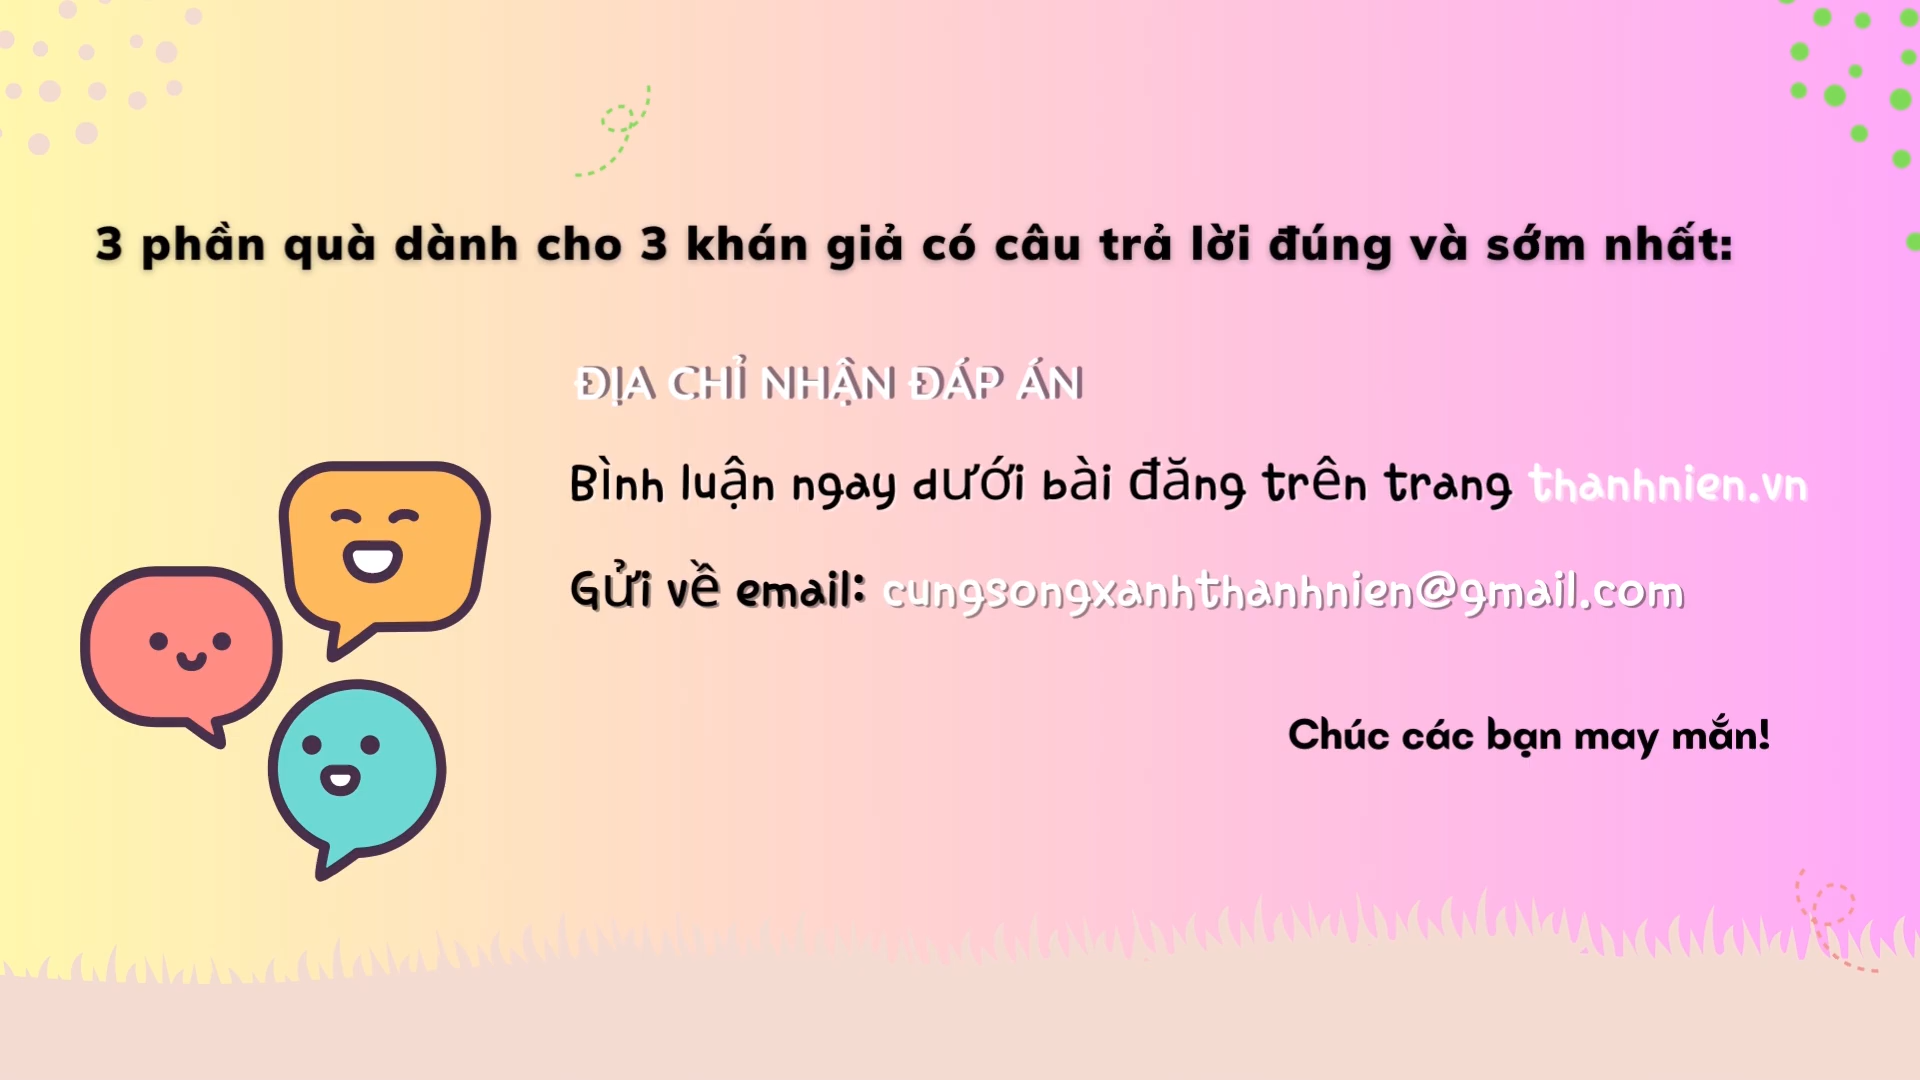 3 phần quà dành cho 3 khán giả có câu trả lời đúng và sớm nhất:
ĐỊA CHỈ NHẬN ĐÁP ÁN
Bình luận ngay dưới bài đăng trên trang thanhnien.vn
Gửi về email: cungsongxanhthanhnien@gmail.com
Chúc các bạn may mắn!